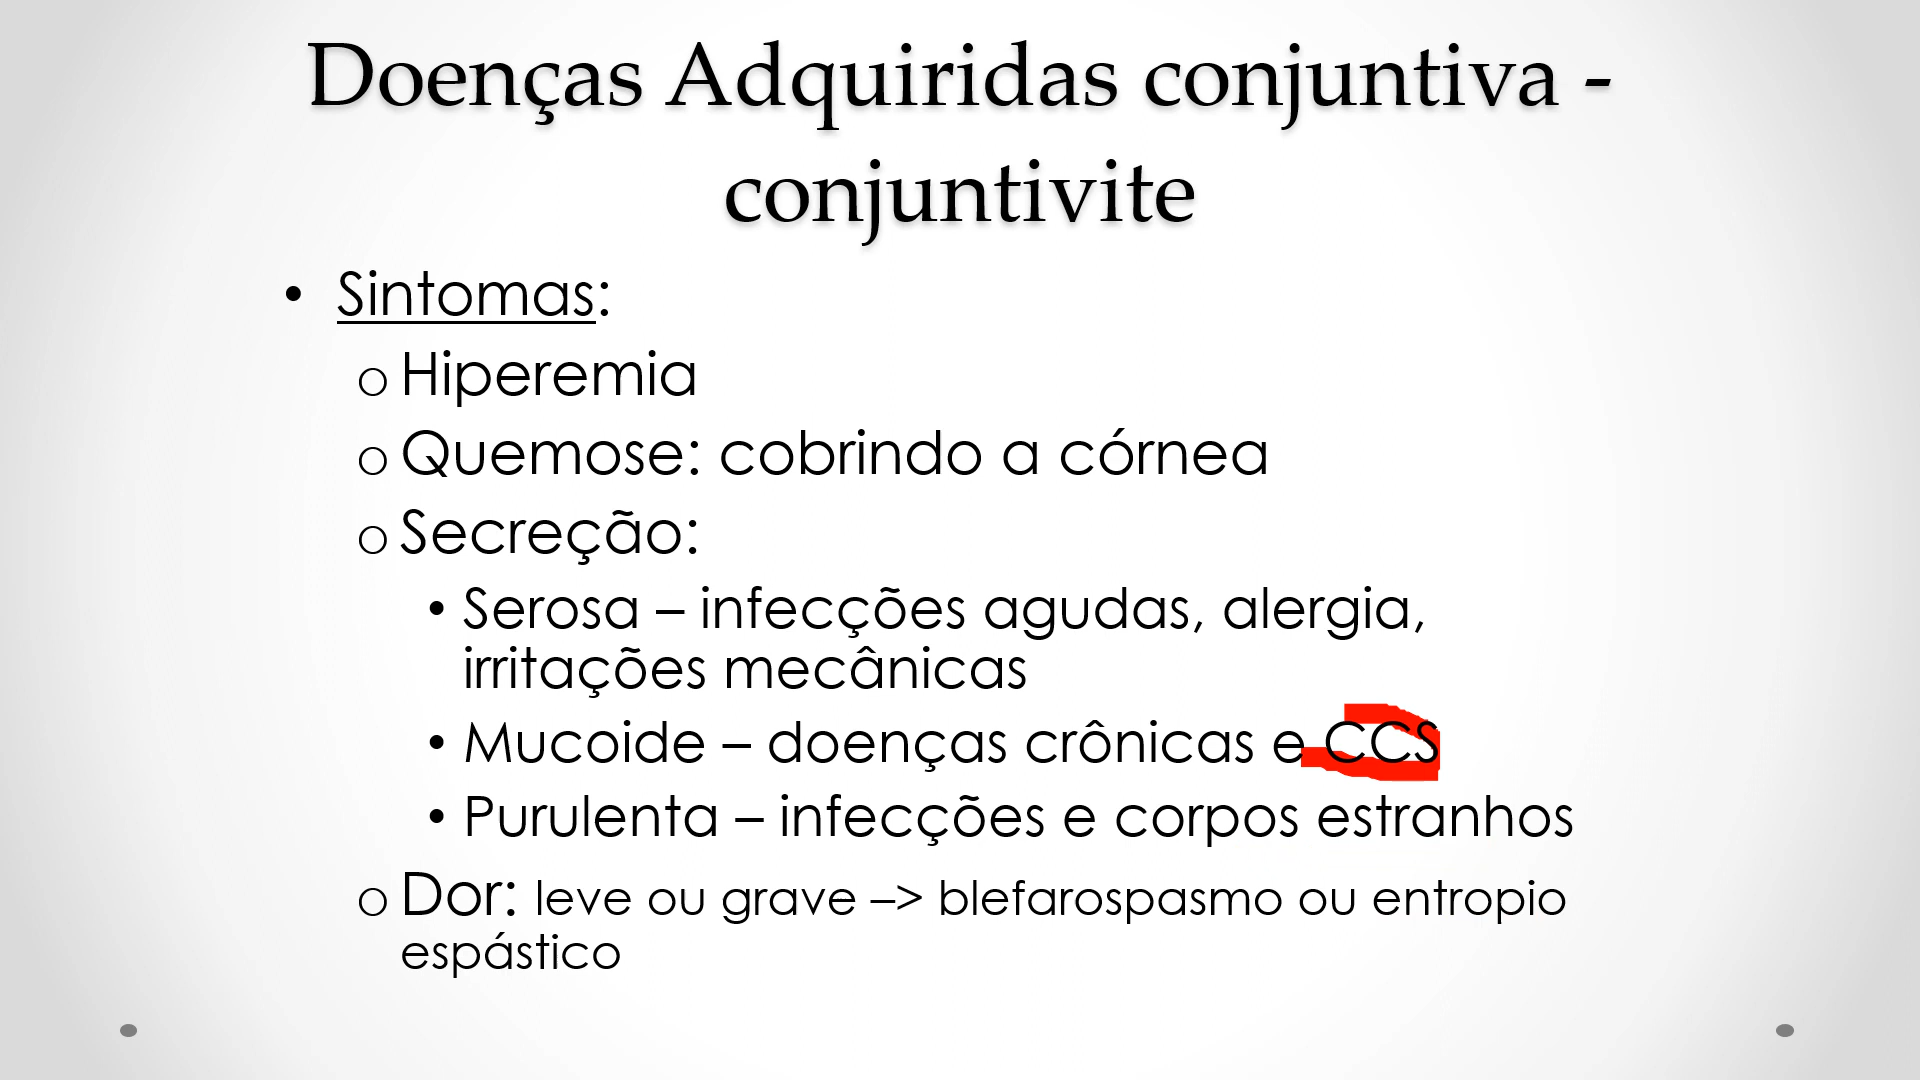 Doenças Adquiridas conjuntiva -
conjuntivite
• Sintomas:
o Hiperemia
o Quemose: cobrindo a córnea
o Secreção:
• Serosa – infecções agudas, alergia,
irritações mecânicas
• Mucoide – doenças crônicas e CCS
• Purulenta – infecções e corpos estranhos
o Dor: leve ou grave –> blefarospasmo ou entropio
espástico